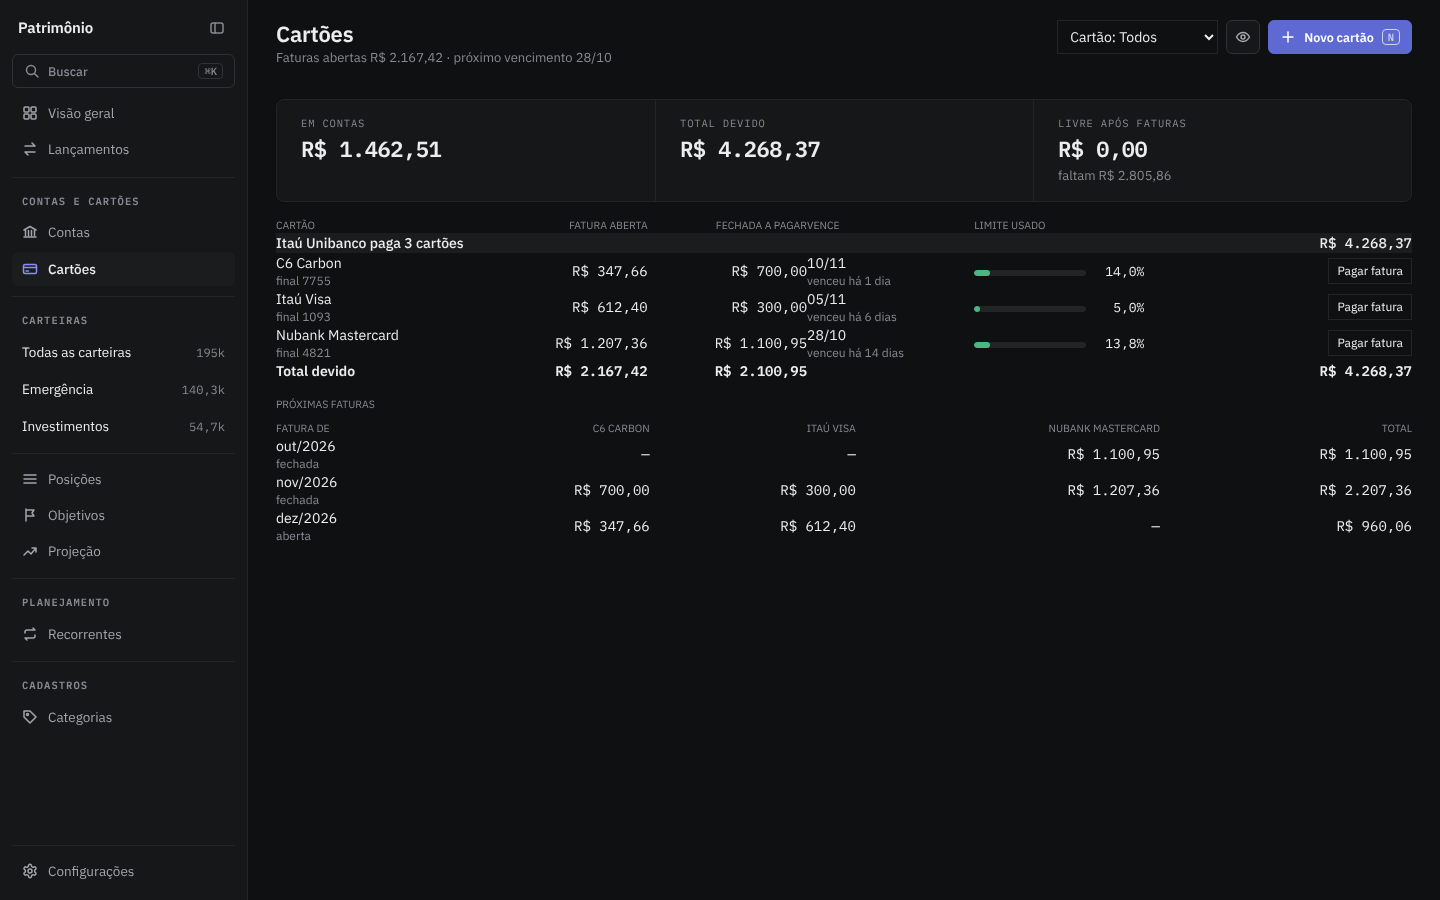 Patrimônio
Buscar ⌘K
Visão geral
Lançamentos
CONTAS E CARTÕES
Contas
Cartões
CARTEIRAS
Todas as carteiras 195k
Emergência 140,3k
Investimentos 54,7k
Posições
Objetivos
Projeção
PLANEJAMENTO
Recorrentes
CADASTROS
Categorias
Configurações
Cartões
Faturas abertas R$ 2.167,42 · próximo vencimento 28/10
Cartão: Todos
Novo cartão N
EM CONTAS
R$ 1.462,51
TOTAL DEVIDO
R$ 4.268,37
LIVRE APÓS FATURAS
R$ 0,00
faltam R$ 2.805,86
CARTÃO FATURA ABERTA FECHADA A PAGAR VENCE LIMITE USADO
Itaú Unibanco paga 3 cartões R$ 4.268,37
C6 Carbon R$ 347,66 R$ 700,00 10/11 14,0% Pagar fatura
final 7755 venceu há 1 dia
Itaú Visa R$ 612,40 R$ 300,00 05/11 5,0% Pagar fatura
final 1093 venceu há 6 dias
Nubank Mastercard R$ 1.207,36 R$ 1.100,95 28/10 13,8% Pagar fatura
final 4821 venceu há 14 dias
Total devido R$ 2.167,42 R$ 2.100,95 R$ 4.268,37
PRÓXIMAS FATURAS
FATURA DE C6 CARBON ITAÚ VISA NUBANK MASTERCARD TOTAL
out/2026 — — R$ 1.100,95 R$ 1.100,95
fechada
nov/2026 R$ 700,00 R$ 300,00 R$ 1.207,36 R$ 2.207,36
fechada
dez/2026 R$ 347,66 R$ 612,40 — R$ 960,06
aberta